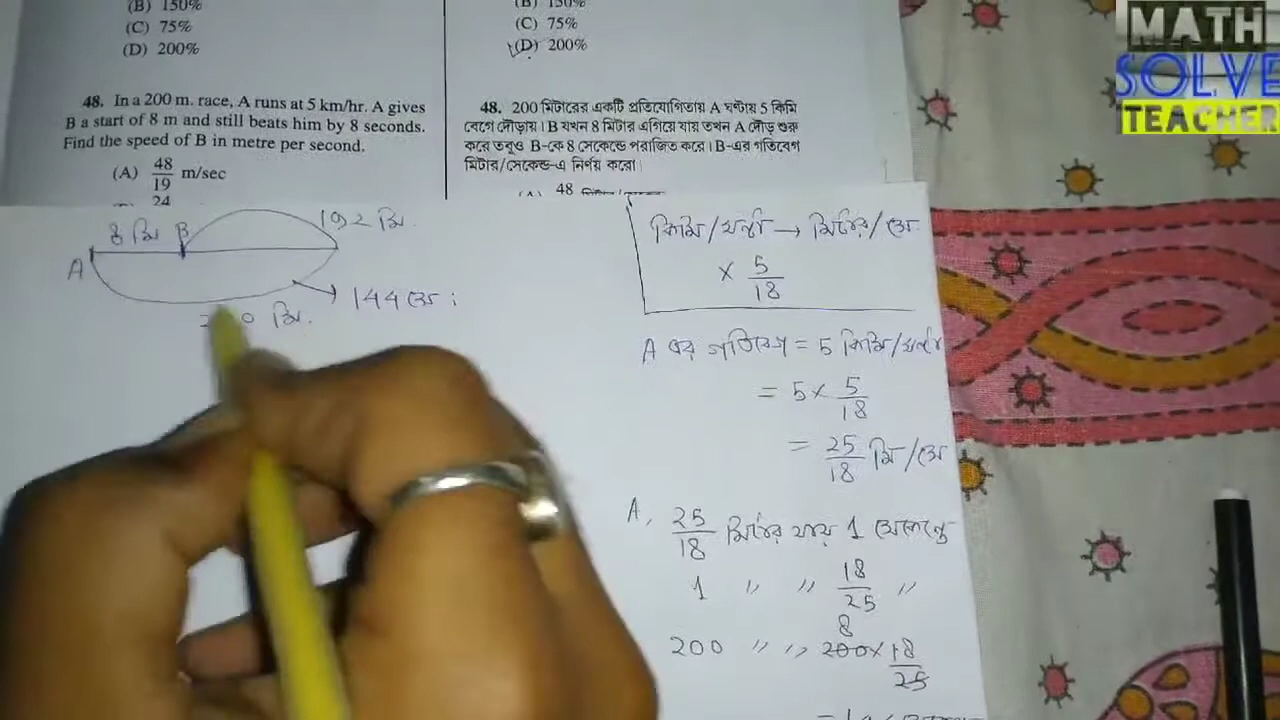 (B) 150%
(C) 75%
(D) 200%
48. In a 200 m. race, A runs at 5 km/hr. A gives
B a start of 8 m and still beats him by 8 seconds.
Find the speed of B in metre per second.
(A) 48/19 m/sec
24
(B) 150%
(C) 75%
(D) 200%
48. 200 মিটারের একটি প্রতিযোগিতায় A ঘণ্টায় 5 কিমি
বেগে দৌড়ায়। B যখন 8 মিটার এগিয়ে যায় তখন A দৌড় শুরু
করে তবুও B-কে 8 সেকেন্ডে পরাজিত করে। B-এর গতিবেগ
মিটার/সেকেন্ড-এ নির্ণয় করো।
(A) 48
MATH
SOLVE
TEACHER
8 মি B 192 মি.
A
144 সে:
মি.
কিমি/ঘন্টা → মিটার/সে
× 5/18
A এর গতিবেগ = 5 কিমি/ঘন্টা
= 5 × 5/18
= 25/18 মি/সে
A, 25/18 মিটার যায় 1 সেকেন্ডে
1 " " 18/25 "
8
200 " " 200 × 18/25